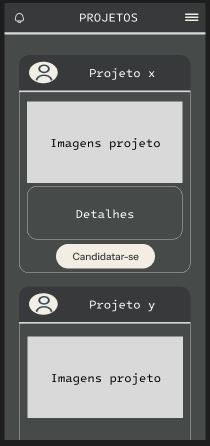 PROJETOS
Projeto x
Imagens projeto
Detalhes
Candidatar-se
Projeto y
Imagens projeto